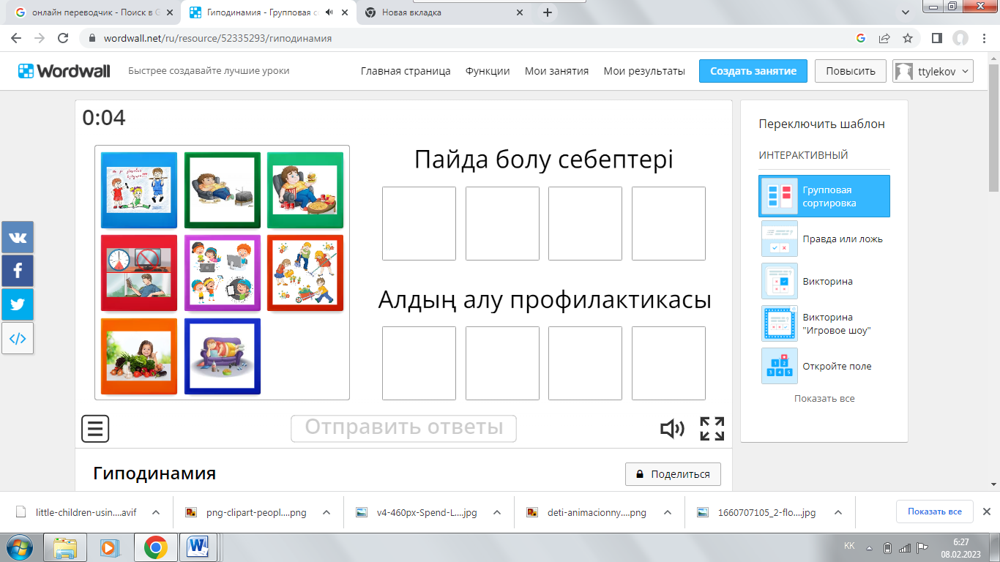 онлайн переводчик - Поиск в G
Гиподинамия - Групповая со
Новая вкладка
wordwall.net/ru/resource/52335293/гиподинамия
Wordwall
Быстрее создавайте лучшие уроки
Главная страница
Функции
Мои занятия
Мои результаты
Создать занятие
Повысить
ttylekov
0:04
Пайда болу себептері
Алдың алу профилактикасы
Отправить ответы
Гиподинамия
Поделиться
Переключить шаблон
ИНТЕРАКТИВНЫЙ
Групповая
сортировка
Правда или ложь
Викторина
Викторина
"Игровое шоу"
Откройте поле
Показать все
little-children-usin....avif
png-clipart-peopl....png
v4-460px-Spend-L....jpg
deti-animacionny....png
1660707105_2-flo....jpg
Показать все
KK
6:27
08.02.2023